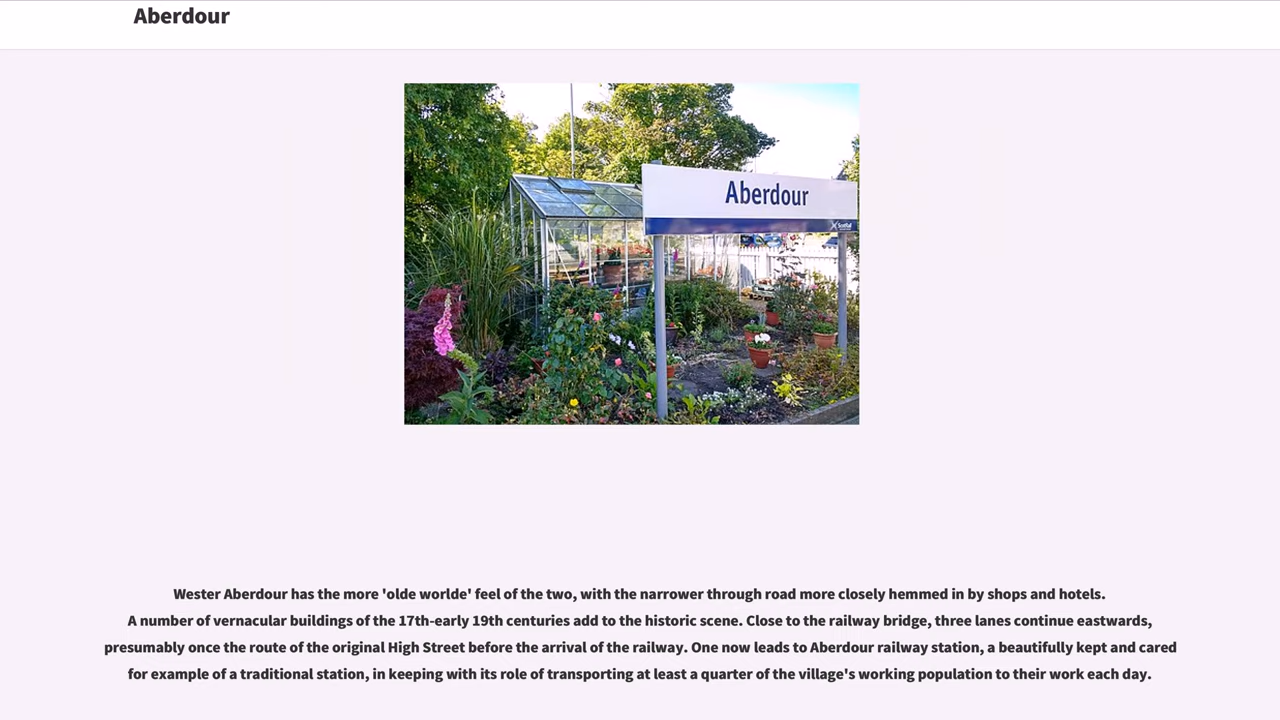 Aberdour
Aberdour
ScotRail
Wester Aberdour has the more 'olde worlde' feel of the two, with the narrower through road more closely hemmed in by shops and hotels.
A number of vernacular buildings of the 17th-early 19th centuries add to the historic scene. Close to the railway bridge, three lanes continue eastwards,
presumably once the route of the original High Street before the arrival of the railway. One now leads to Aberdour railway station, a beautifully kept and cared
for example of a traditional station, in keeping with its role of transporting at least a quarter of the village's working population to their work each day.